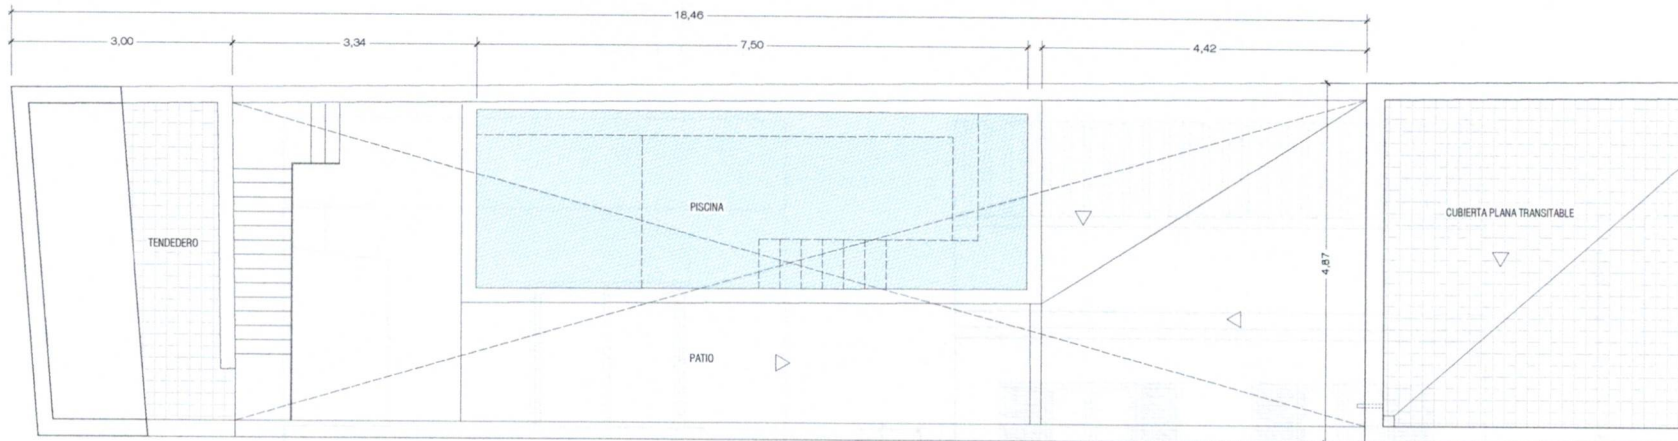 18,46
3,00
3,34
7,50
4,42
PISCINA
CUBIERTA PLANA TRANSITABLE
TENDEDERO
4,87
PATIO